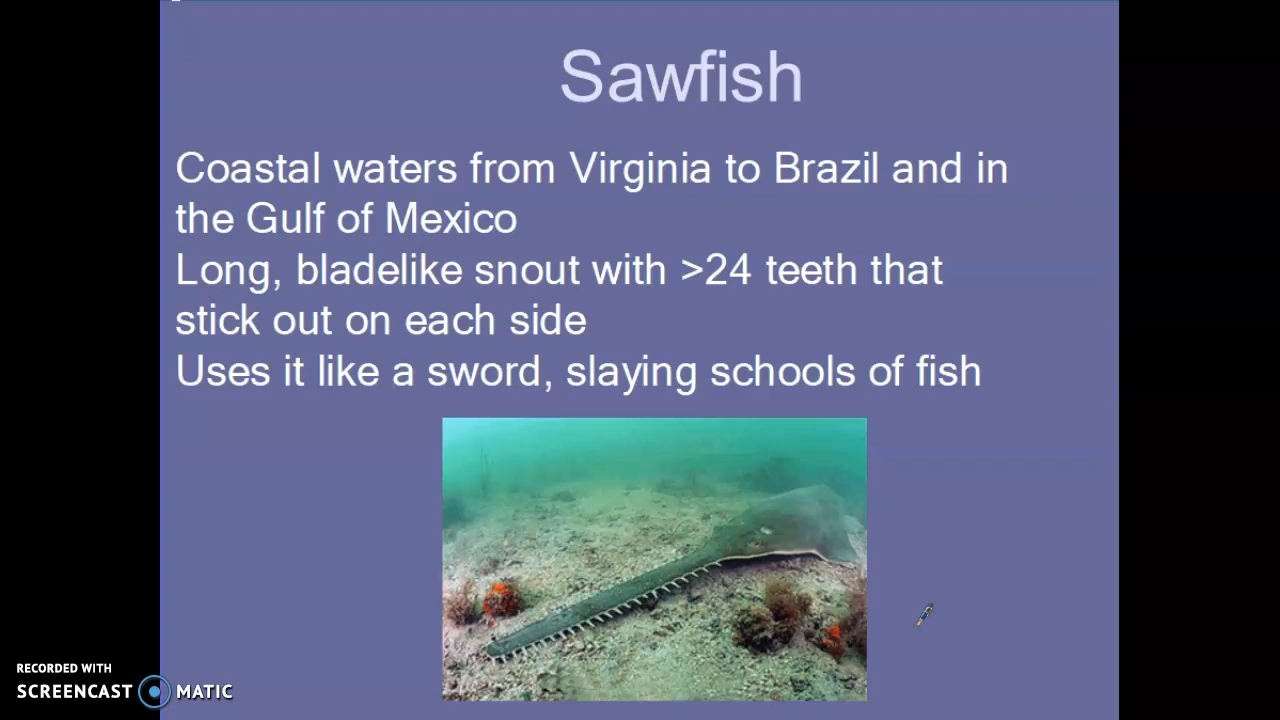 Sawfish
Coastal waters from Virginia to Brazil and in
the Gulf of Mexico
Long, bladelike snout with >24 teeth that
stick out on each side
Uses it like a sword, slaying schools of fish
RECORDED WITH
SCREENCAST MATIC